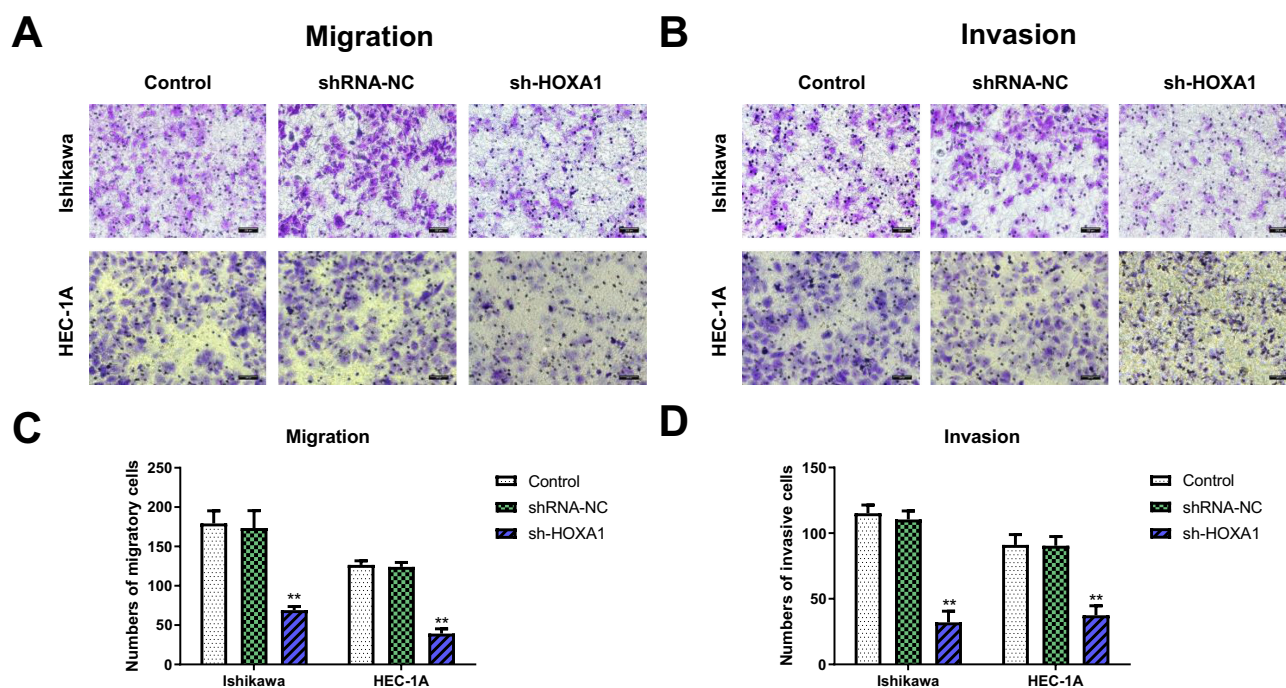 A
Migration
B
Invasion
Control
shRNA-NC
sh-HOXA1
Control
shRNA-NC
sh-HOXA1
Ishikawa
HEC-1A
Ishikawa
HEC-1A
C
Migration
Numbers of migratory cells
250
200
150
100
50
0
**
**
Ishikawa
HEC-1A
Control
shRNA-NC
sh-HOXA1
D
Invasion
Numbers of invasive cells
150
100
50
0
**
**
Ishikawa
HEC-1A
Control
shRNA-NC
sh-HOXA1